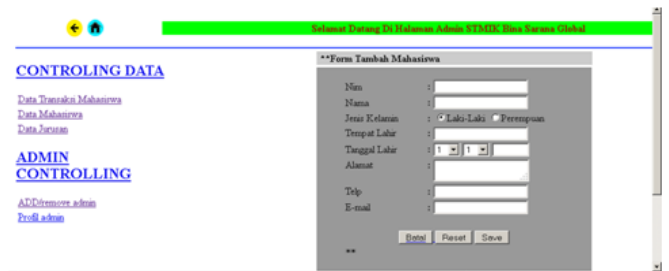 Selamat Datang Di Halaman Admin STMIK Bina Sarana Global
CONTROLING DATA
Data Transaksi Mahasiswa
Data Mahasiswa
Data Jurusan
ADMIN
CONTROLLING
ADD/remove admin
Profil admin
**Form Tambah Mahasiswa
Nim :
Nama :
Jenis Kelamin : Laki-Laki Perempuan
Tempat Lahir :
Tanggal Lahir : 1 1
Alamat :
Telp :
E-mail :
Batal Reset Save
**